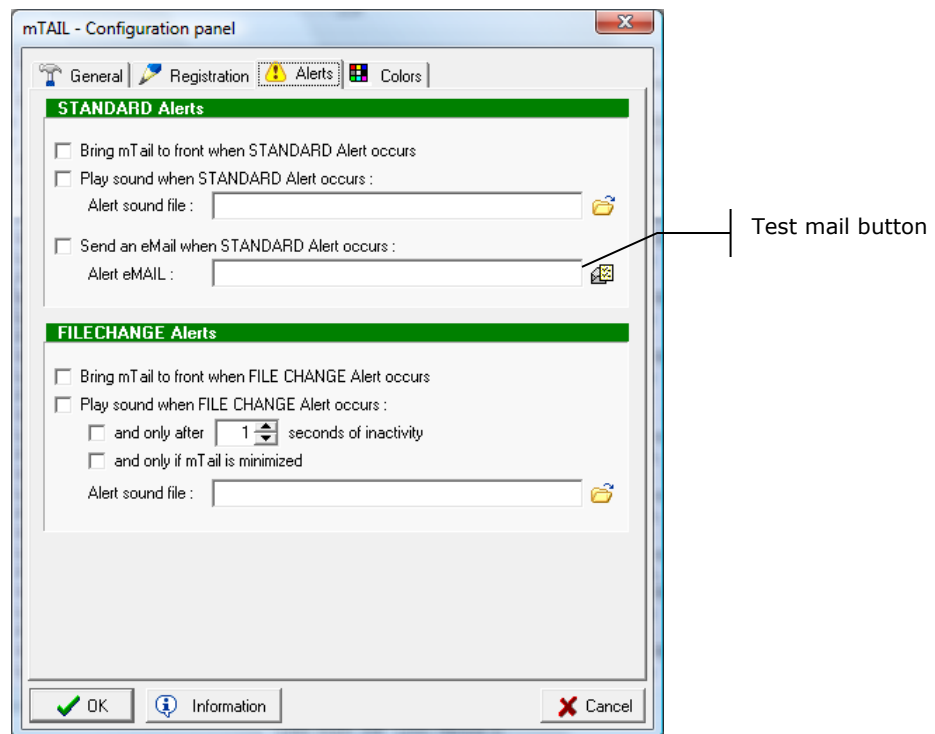 mTAIL - Configuration panel
General Registration Alerts Colors
STANDARD Alerts
Bring mTail to front when STANDARD Alert occurs
Play sound when STANDARD Alert occurs :
Alert sound file :
Send an eMail when STANDARD Alert occurs :
Alert eMAIL :
Test mail button
FILECHANGE Alerts
Bring mTail to front when FILE CHANGE Alert occurs
Play sound when FILE CHANGE Alert occurs :
and only after 1 seconds of inactivity
and only if mTail is minimized
Alert sound file :
OK Information Cancel